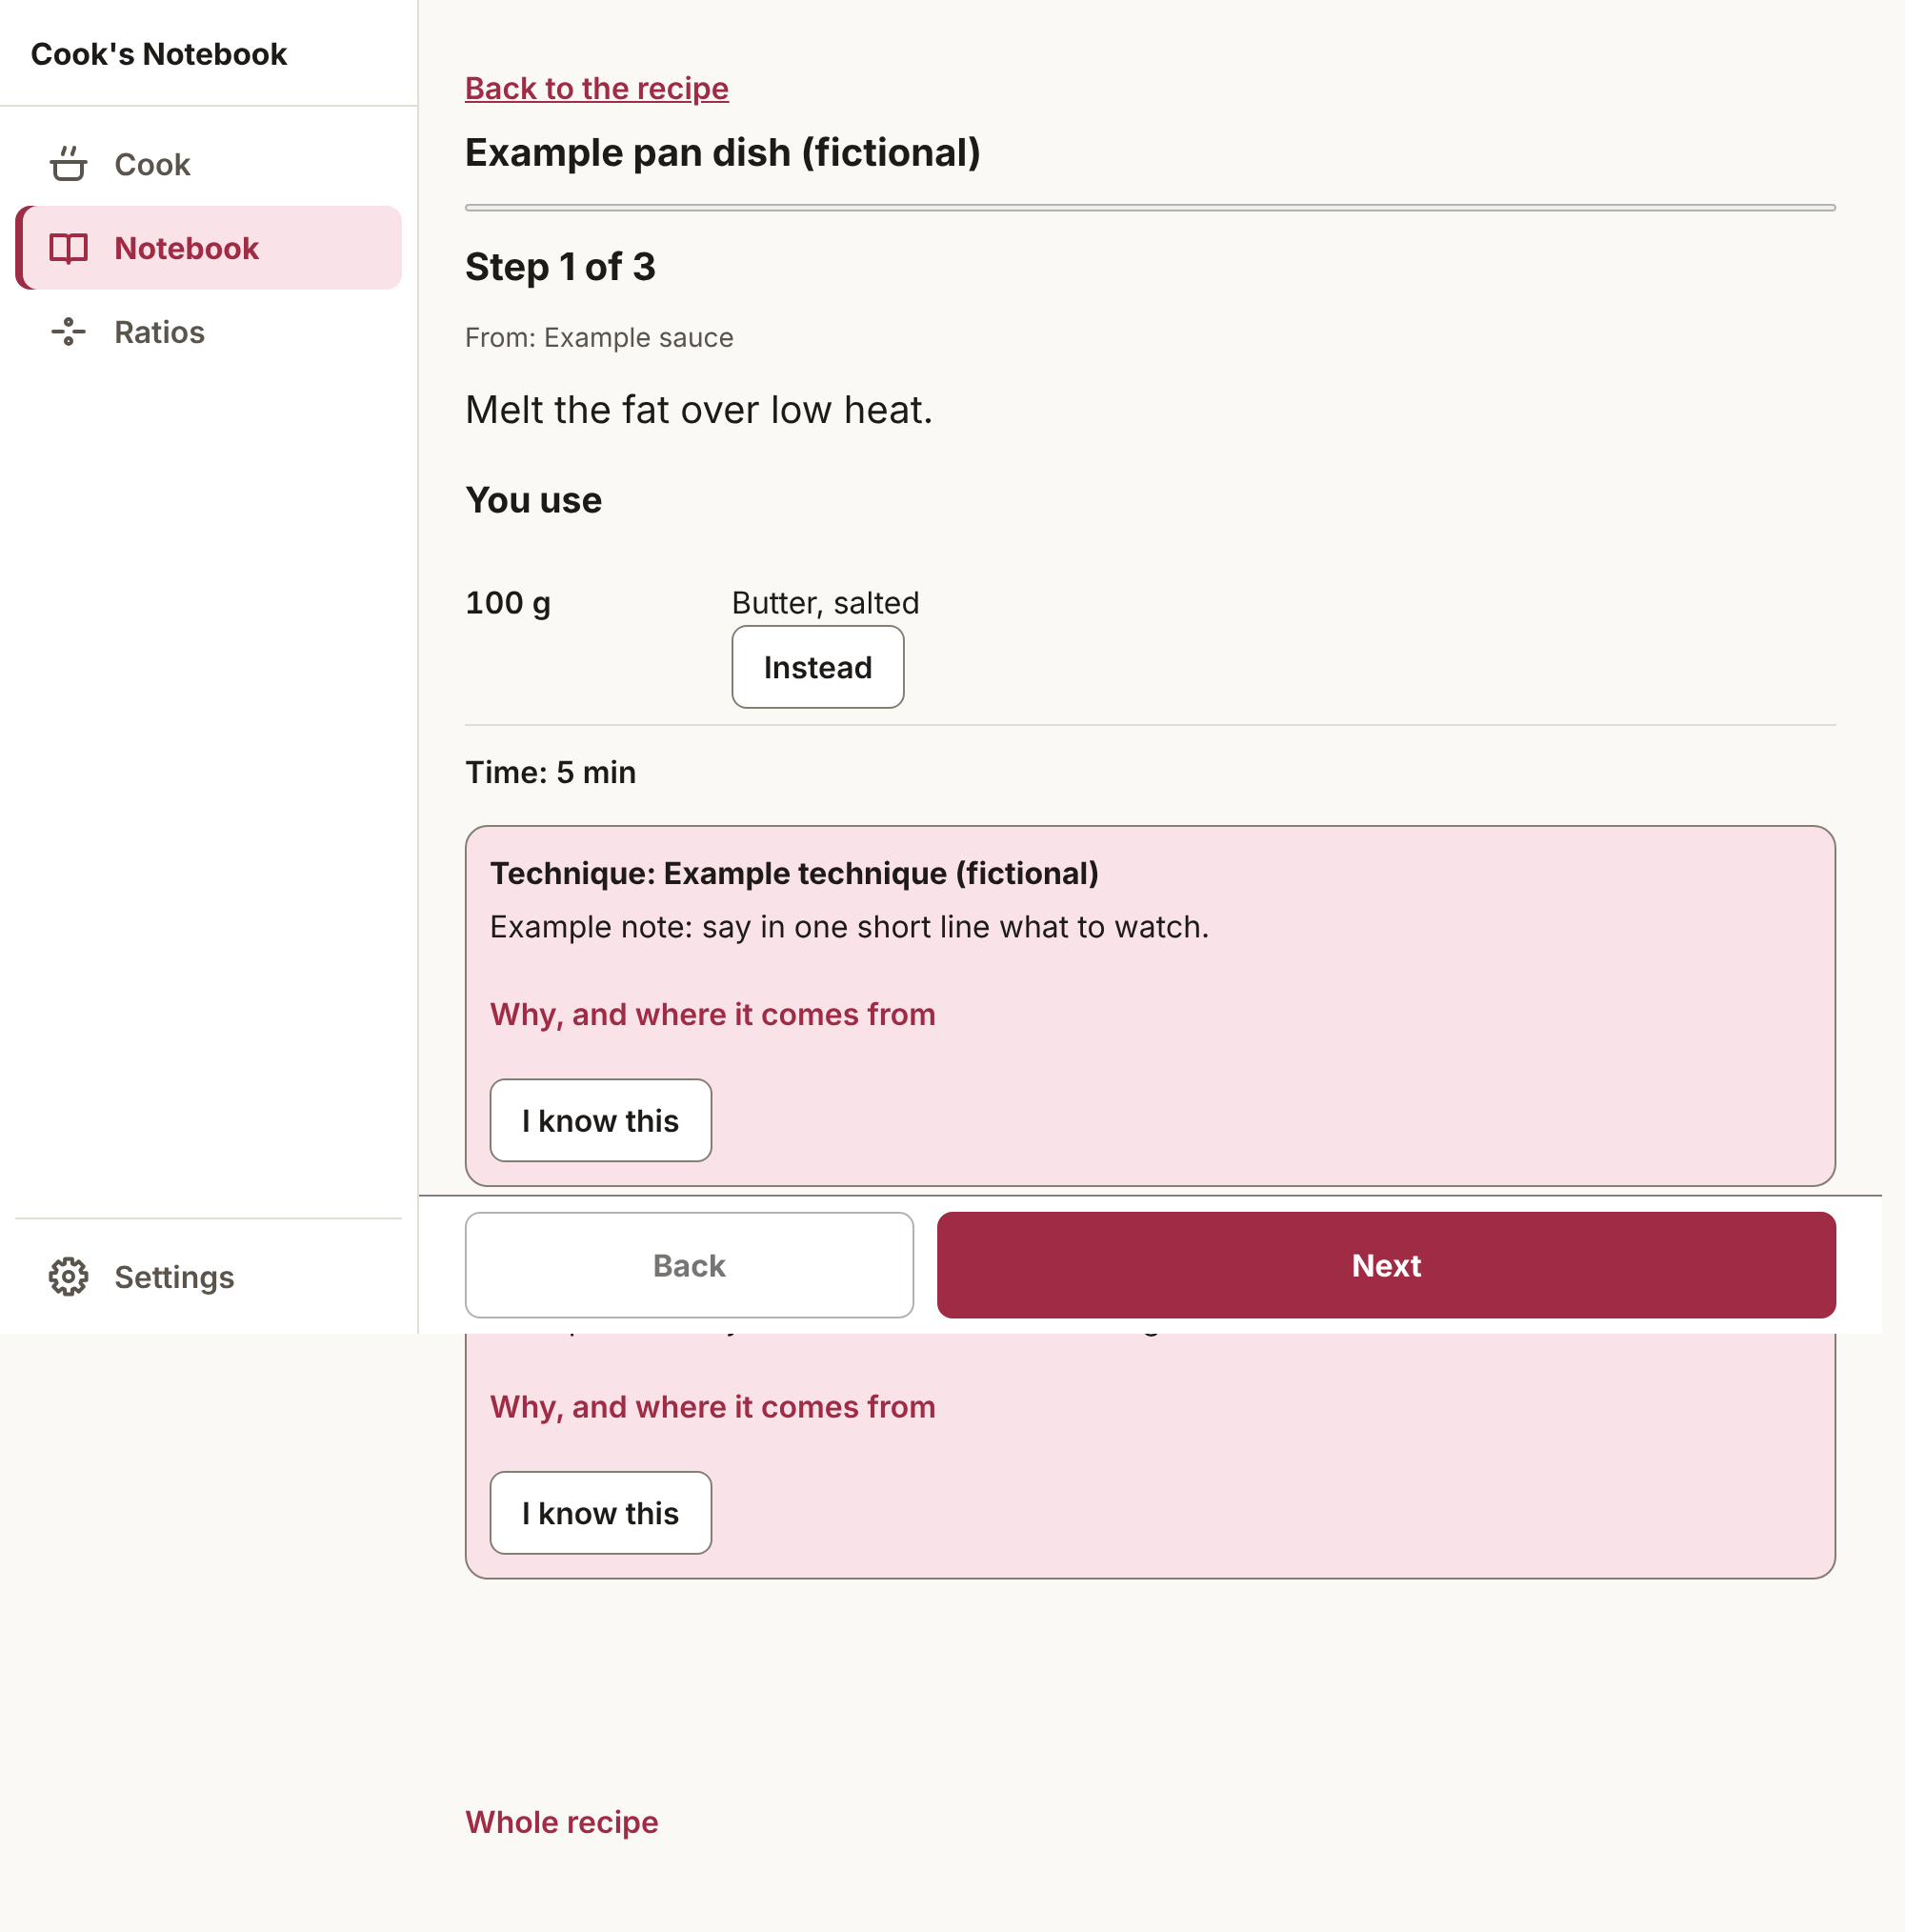 Cook's Notebook
Cook
Notebook
Ratios
Settings
Back to the recipe
Example pan dish (fictional)
Step 1 of 3
From: Example sauce
Melt the fat over low heat.
You use
100 g
Butter, salted
Instead
Time: 5 min
Technique: Example technique (fictional)
Example note: say in one short line what to watch.
Why, and where it comes from
I know this
Back
Next
Why, and where it comes from
I know this
Whole recipe